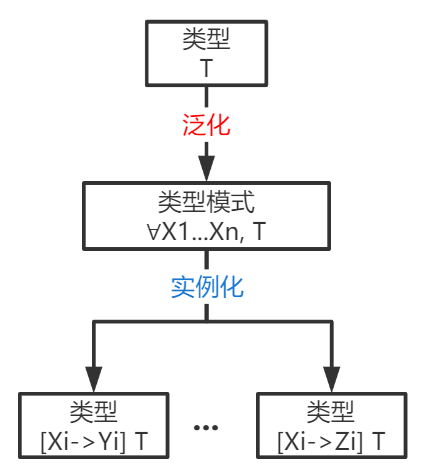 类型
T
泛化
类型模式
∀X1...Xn, T
实例化
类型
[Xi->Yi] T
...
类型
[Xi->Zi] T